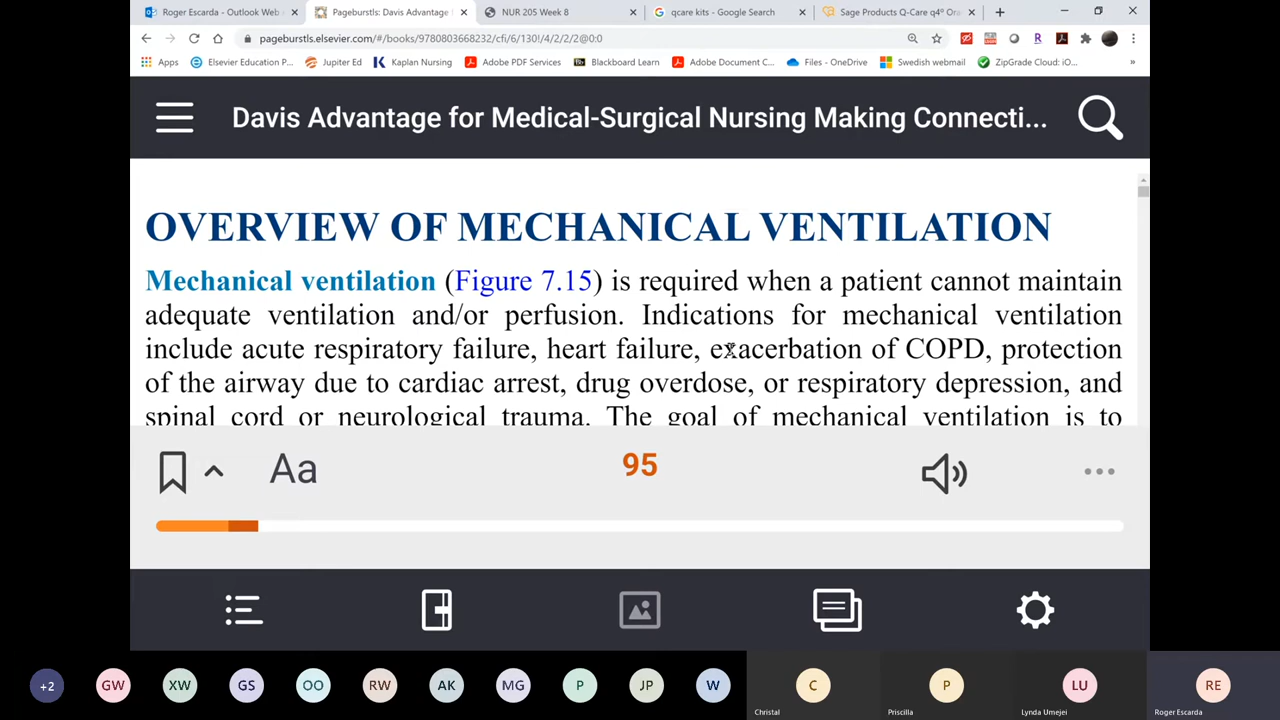 Roger Escarda - Outlook Web
Pageburstls: Davis Advantage
NUR 205 Week 8
qcare kits - Google Search
Sage Products Q-Care q4® Ora
pageburstls.elsevier.com/#/books/9780803668232/cfi/6/130!/4/2/2/2@0:0
Apps
Elsevier Education P...
Jupiter Ed
Kaplan Nursing
Adobe PDF Services
Blackboard Learn
Adobe Document C...
Files - OneDrive
Swedish webmail
ZipGrade Cloud: iO...
Davis Advantage for Medical-Surgical Nursing Making Connecti...
OVERVIEW OF MECHANICAL VENTILATION
Mechanical ventilation (Figure 7.15) is required when a patient cannot maintain
adequate ventilation and/or perfusion. Indications for mechanical ventilation
include acute respiratory failure, heart failure, exacerbation of COPD, protection
of the airway due to cardiac arrest, drug overdose, or respiratory depression, and
spinal cord or neurological trauma. The goal of mechanical ventilation is to
Aa
95
+2
GW
XW
GS
OO
RW
AK
MG
P
JP
W
C
Christal
P
Priscilla
LU
Lynda Umejei
RE
Roger Escarda